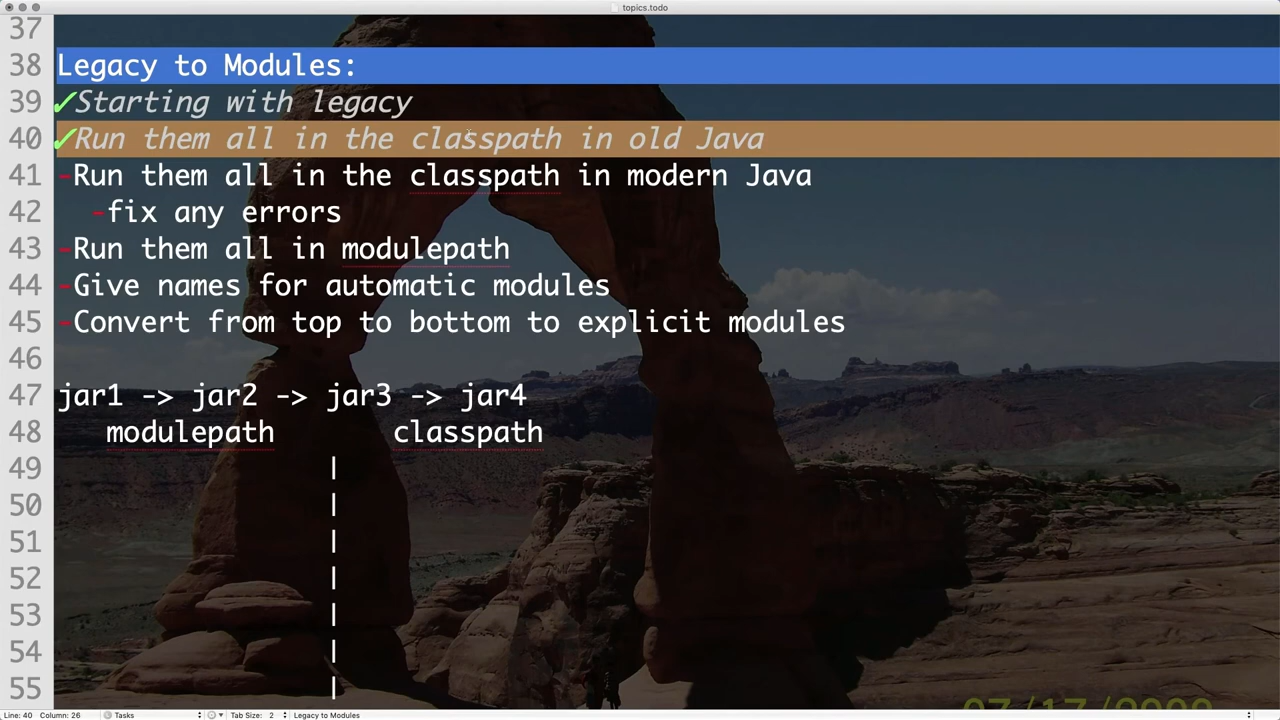 topics.todo
37
38 Legacy to Modules:
39 ✓Starting with legacy
40 ✓Run them all in the classpath in old Java
41 -Run them all in the classpath in modern Java
42 -fix any errors
43 -Run them all in modulepath
44 -Give names for automatic modules
45 -Convert from top to bottom to explicit modules
46
47 jar1 -> jar2 -> jar3 -> jar4
48 modulepath classpath
49 |
50 |
51 |
52 |
53 |
54 |
55 |
Line: 40 Column: 26 Tasks Tab Size: 2 Legacy to Modules